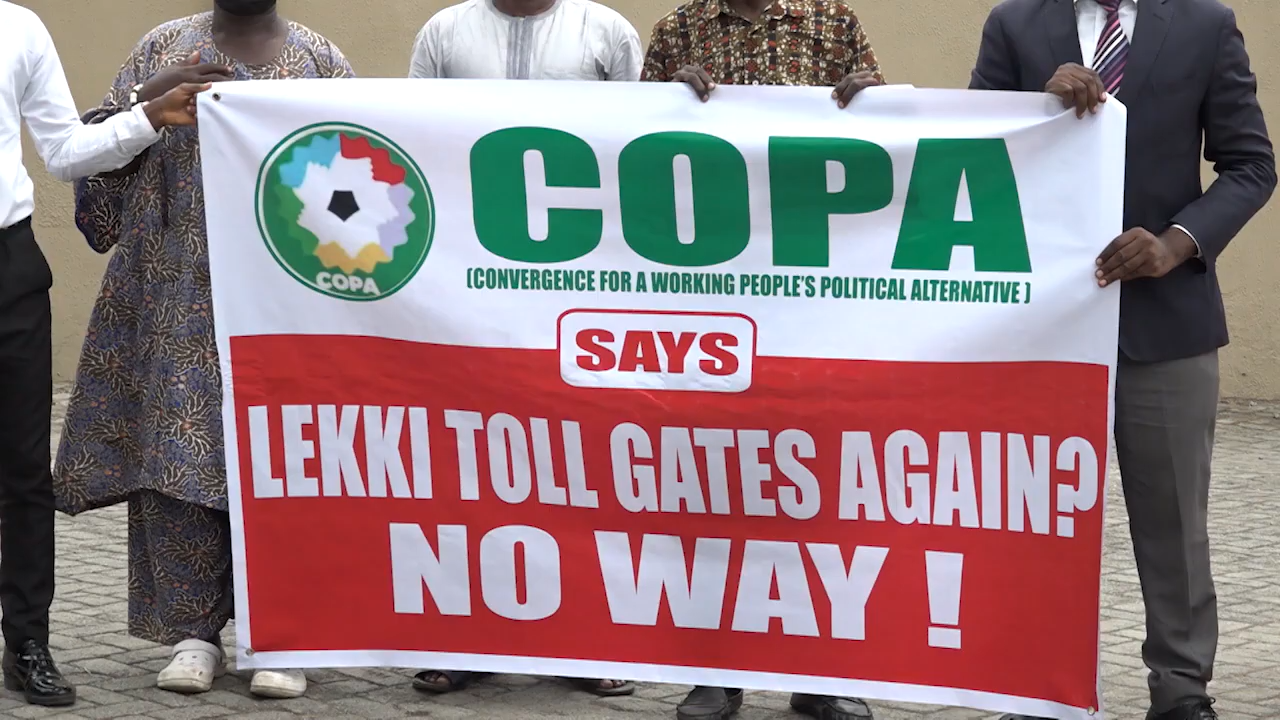 COPA
COPA
(CONVERGENCE FOR A WORKING PEOPLE'S POLITICAL ALTERNATIVE )
SAYS
LEKKI TOLL GATES AGAIN?
NO WAY !